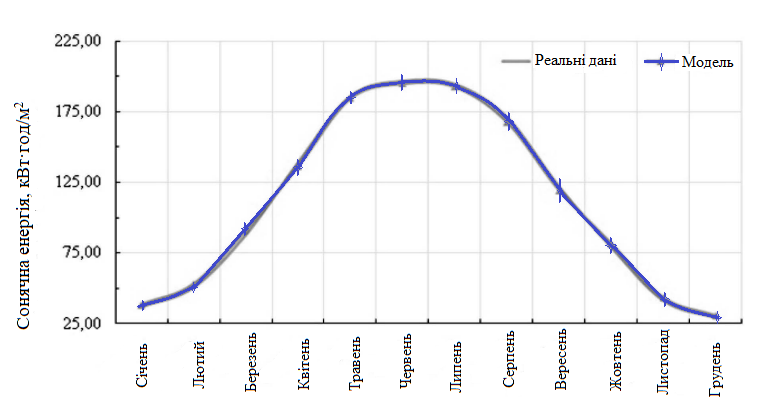 225,00
175,00
125,00
75,00
25,00
Сонячна енергія, кВт·год/м²
Реальні дані
Модель
Січень
Лютий
Березень
Квітень
Травень
Червень
Липень
Серпень
Вересень
Жовтень
Листопад
Грудень